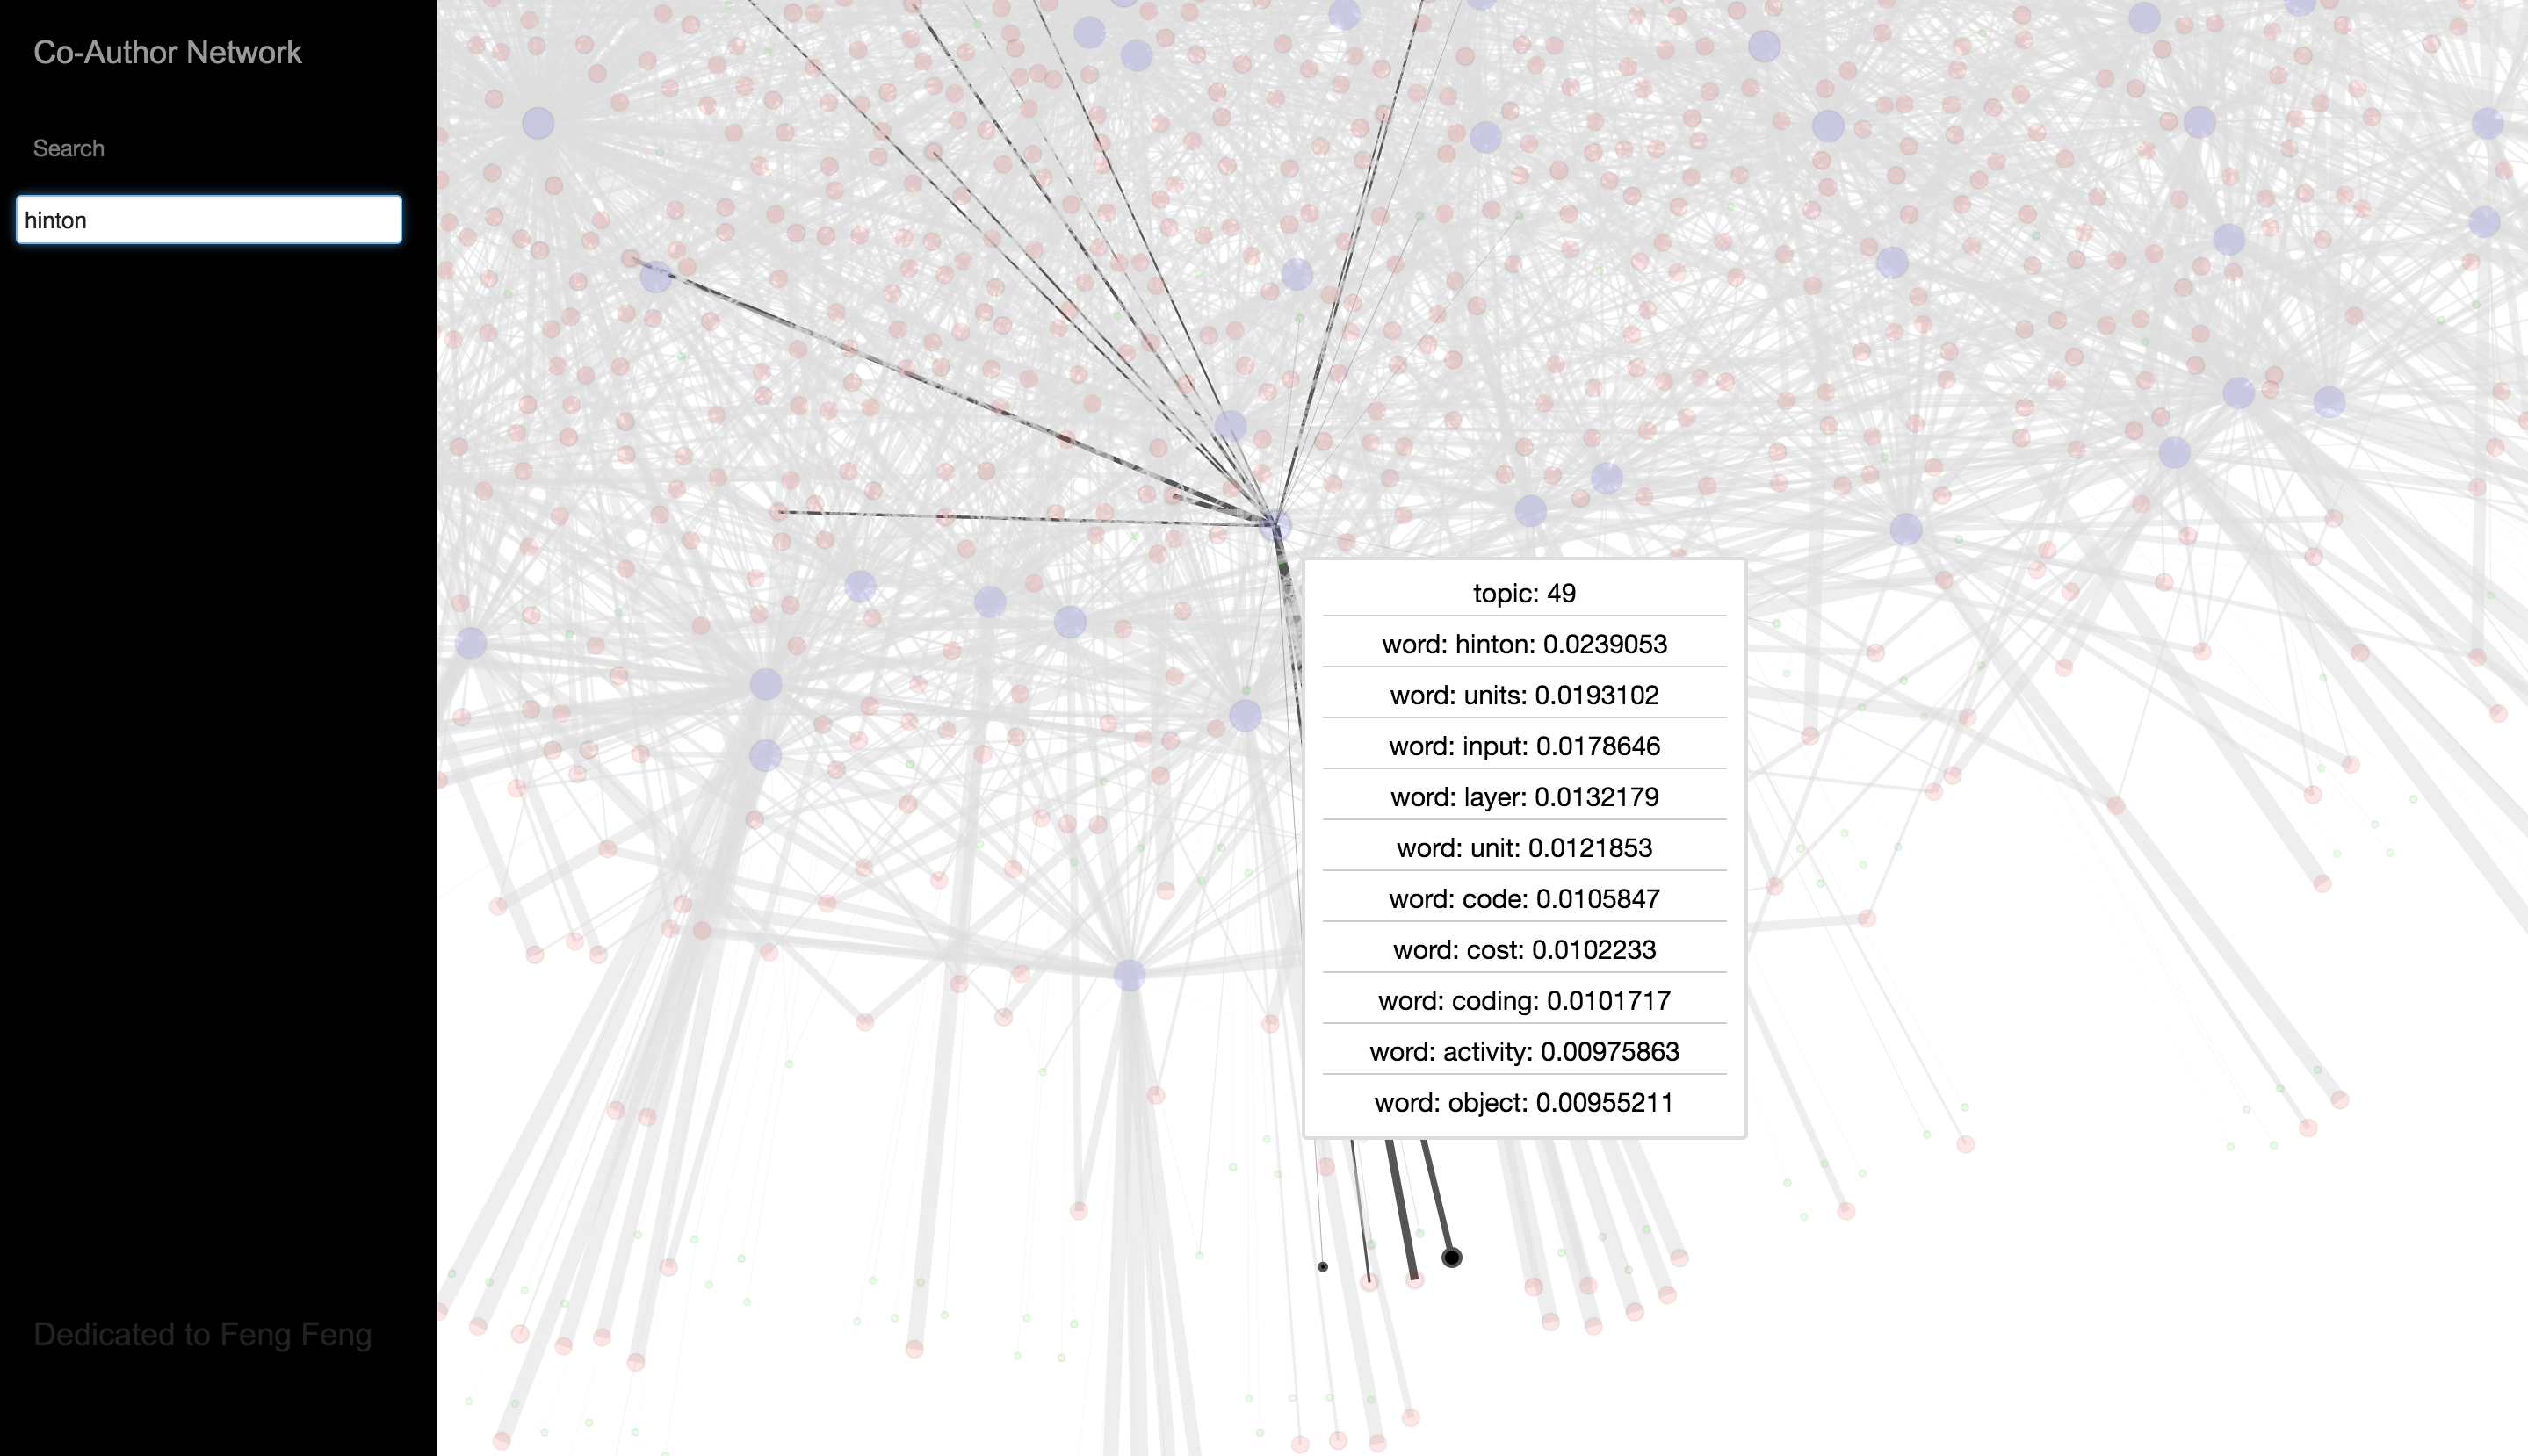 Co-Author Network
Search
hinton
topic: 49
word: hinton: 0.0239053
word: units: 0.0193102
word: input: 0.0178646
word: layer: 0.0132179
word: unit: 0.0121853
word: code: 0.0105847
word: cost: 0.0102233
word: coding: 0.0101717
word: activity: 0.00975863
word: object: 0.00955211
Dedicated to Feng Feng